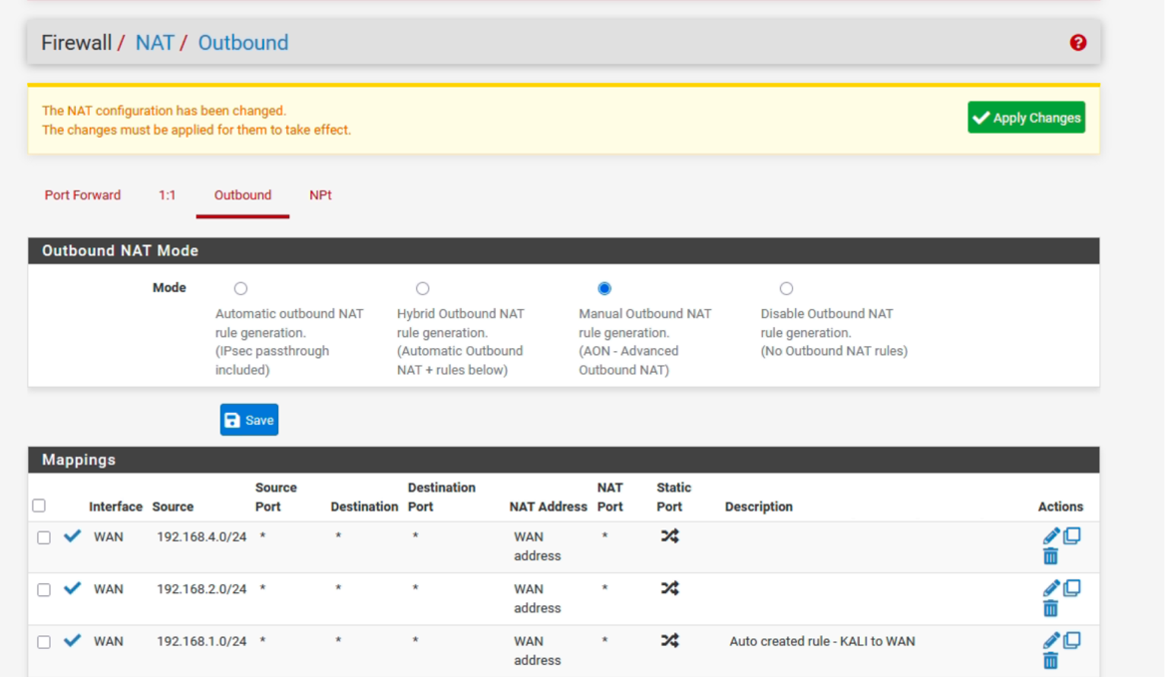 Firewall / NAT / Outbound
The NAT configuration has been changed.
The changes must be applied for them to take effect.
Apply Changes
Port Forward 1:1 Outbound NPt
Outbound NAT Mode
Mode
Automatic outbound NAT
rule generation.
(IPsec passthrough
included)
Hybrid Outbound NAT
rule generation.
(Automatic Outbound
NAT + rules below)
Manual Outbound NAT
rule generation.
(AON - Advanced
Outbound NAT)
Disable Outbound NAT
rule generation.
(No Outbound NAT rules)
Save
Mappings
Interface Source Source Port Destination Destination Port NAT Address NAT Port Static Port Description Actions
WAN 192.168.4.0/24 * * * WAN address *
WAN 192.168.2.0/24 * * * WAN address *
WAN 192.168.1.0/24 * * * WAN address * Auto created rule - KALI to WAN